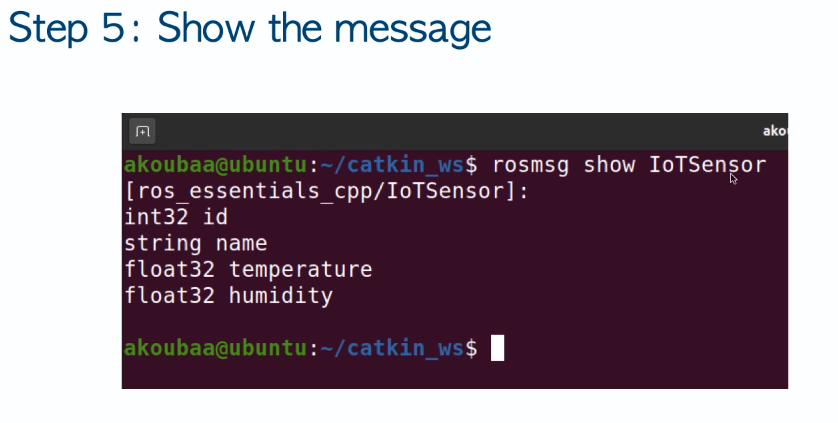 Step 5: Show the message
akou
akoubaa@ubuntu:~/catkin_ws$ rosmsg show IoTSensor
[ros_essentials_cpp/IoTSensor]:
int32 id
string name
float32 temperature
float32 humidity
akoubaa@ubuntu:~/catkin_ws$